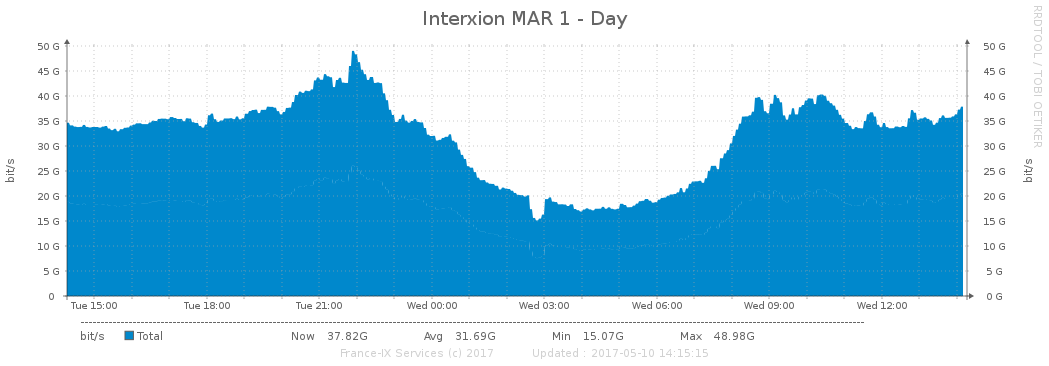 Interxion MAR 1 - Day
RRDTOOL / TOBI OETIKER
bit/s
50 G 50 G
45 G 45 G
40 G 40 G
35 G 35 G
30 G 30 G
25 G 25 G
20 G 20 G
15 G 15 G
10 G 10 G
5 G 5 G
0 0 G
bit/s
Tue 15:00 Tue 18:00 Tue 21:00 Wed 00:00 Wed 03:00 Wed 06:00 Wed 09:00 Wed 12:00
bit/s Total Now 37.82G Avg 31.69G Min 15.07G Max 48.98G
France-IX Services (c) 2017 Updated : 2017-05-10 14:15:15